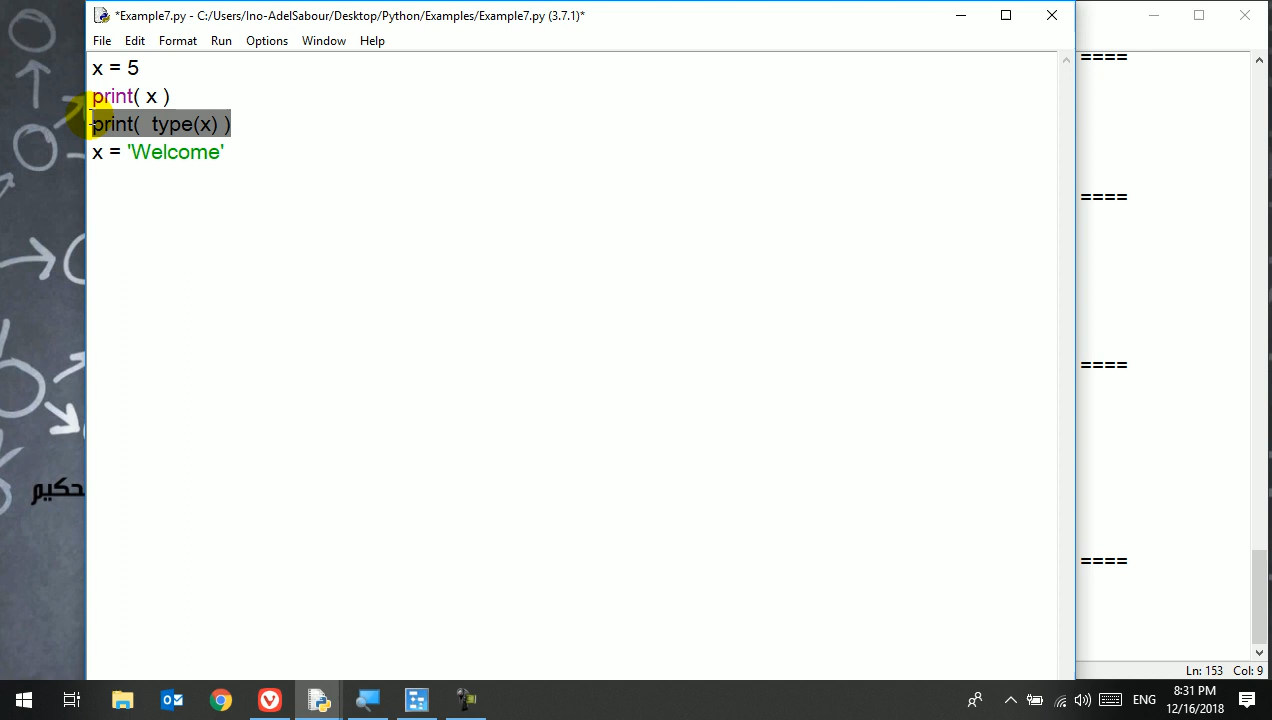 *Example7.py - C:/Users/Ino-AdelSabour/Desktop/Python/Examples/Example7.py (3.7.1)*
File Edit Format Run Options Window Help
x = 5
print( x )
print(  type(x) )
x = 'Welcome'
====
====
====
====
حكيم
Ln: 153 Col: 9
ENG
8:31 PM
12/16/2018